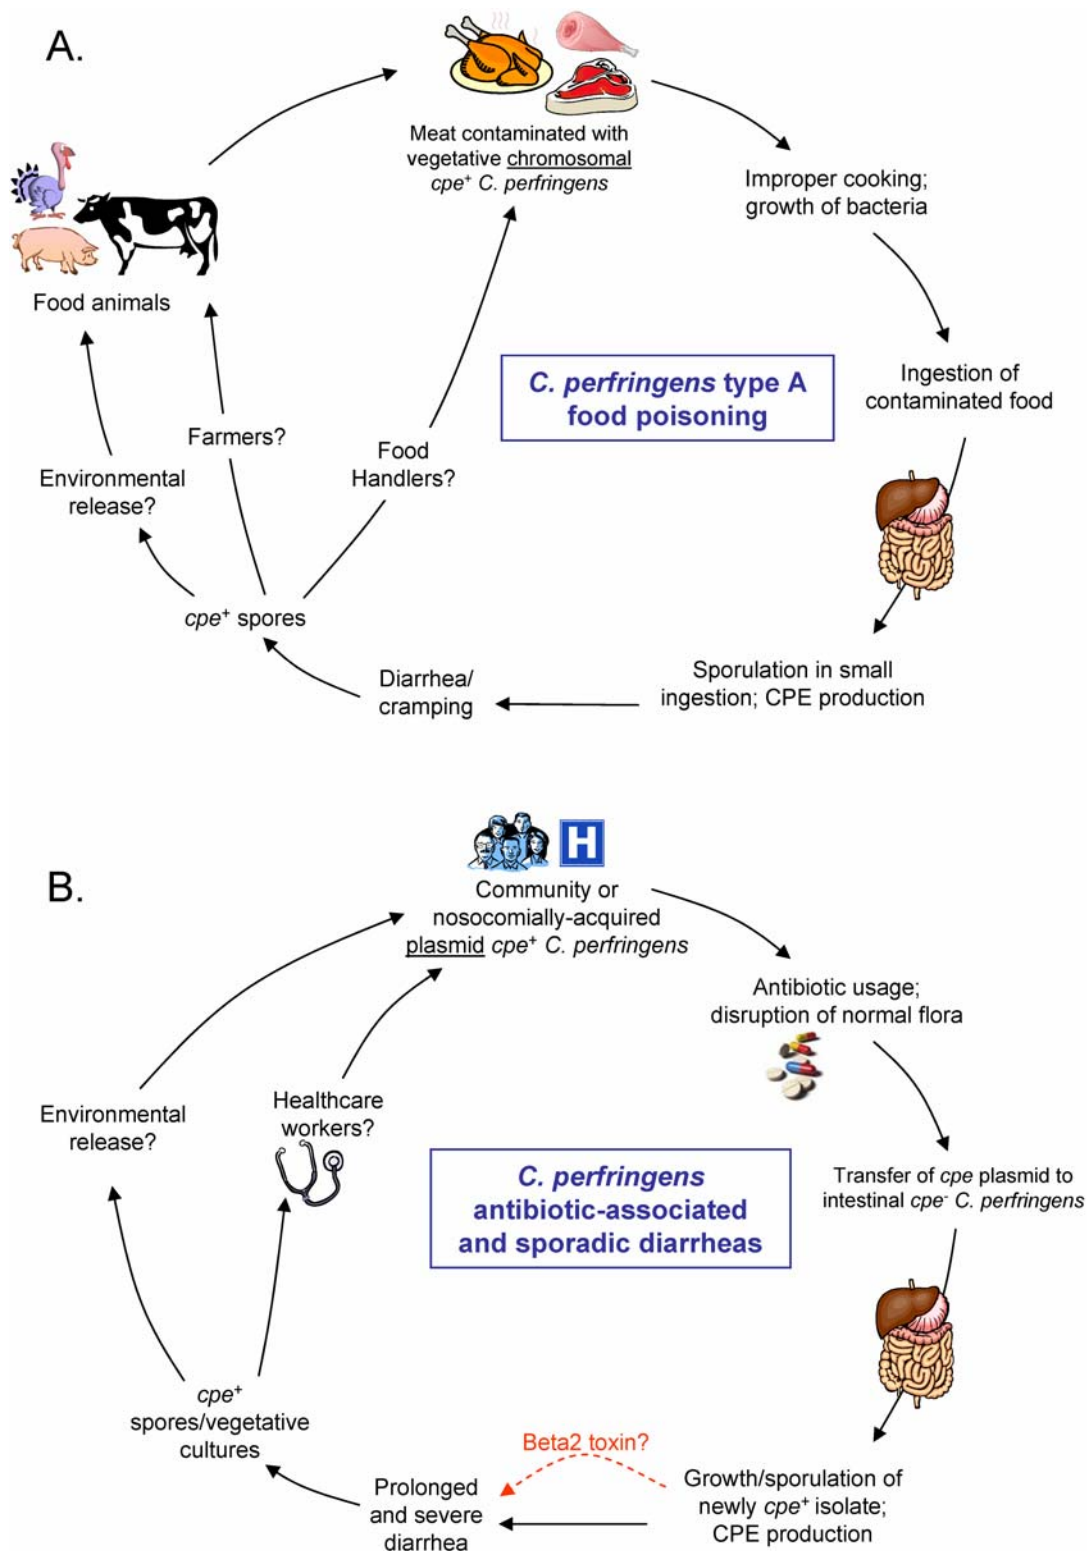 A.
Meat contaminated with
vegetative chromosomal
cpe⁺ C. perfringens
Improper cooking;
growth of bacteria
Food animals
C. perfringens type A
food poisoning
Ingestion of
contaminated food
Farmers?
Food
Handlers?
Environmental
release?
cpe⁺ spores
Diarrhea/
cramping
Sporulation in small
ingestion; CPE production
B.
H
Community or
nosocomially-acquired
plasmid cpe⁺ C. perfringens
Antibiotic usage;
disruption of normal flora
Environmental
release?
Healthcare
workers?
C. perfringens
antibiotic-associated
and sporadic diarrheas
Transfer of cpe plasmid to
intestinal cpe⁻ C. perfringens
cpe⁺
spores/vegetative
cultures
Beta2 toxin?
Prolonged
and severe
diarrhea
Growth/sporulation of
newly cpe⁺ isolate;
CPE production